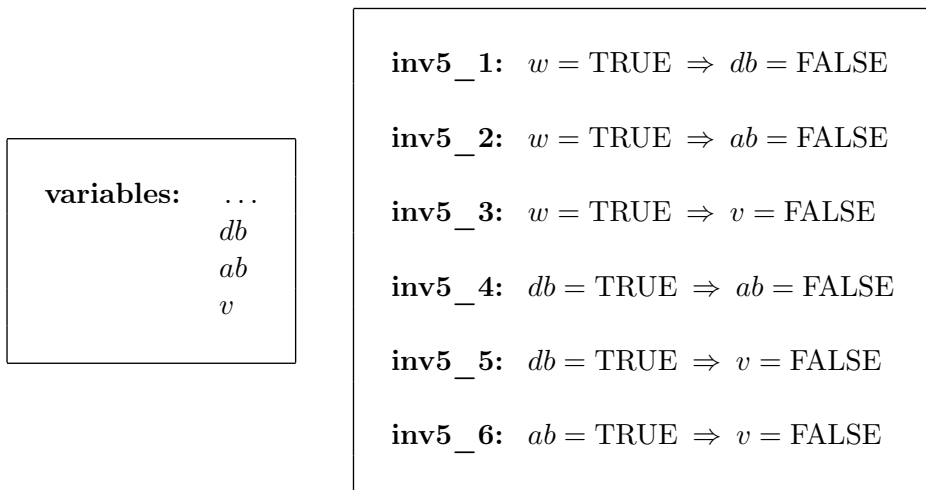 variables: ...
db
ab
v
inv5_1: w = TRUE ⇒ db = FALSE
inv5_2: w = TRUE ⇒ ab = FALSE
inv5_3: w = TRUE ⇒ v = FALSE
inv5_4: db = TRUE ⇒ ab = FALSE
inv5_5: db = TRUE ⇒ v = FALSE
inv5_6: ab = TRUE ⇒ v = FALSE